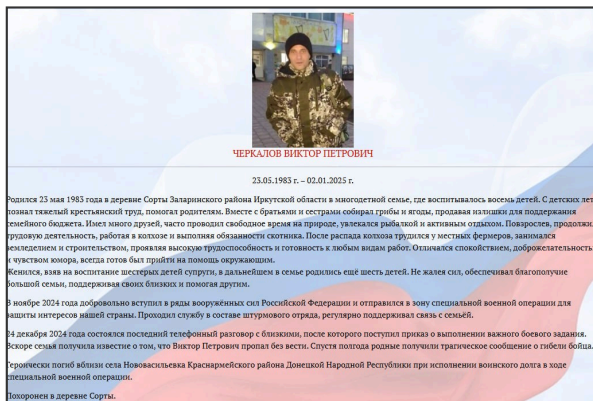 ЧЕРКАЛОВ ВИКТОР ПЕТРОВИЧ
23.05.1983 г. – 02.01.2025 г.
Родился 23 мая 1983 года в деревне Сорты Заларинского района Иркутской области в многодетной семье, где воспитывалось восемь детей. С детских лет
познал тяжелый крестьянский труд, помогал родителям. Вместе с братьями и сестрами собирал грибы и ягоды, продавая излишки для поддержания
семейного бюджета. Имел много друзей, часто проводил свободное время на природе, увлекался рыбалкой и активным отдыхом. Повзрослев, продолжил
трудовую деятельность, работая в колхозе и выполняя обязанности скотника. После распада колхоза трудился у местных фермеров, занимался
земледелием и строительством, проявляя высокую трудоспособность и готовность к любым видам работ. Отличался спокойствием, доброжелательностью
и чувством юмора, всегда готов был прийти на помощь окружающим.
Женился, взяв на воспитание шестерых детей супруги, в дальнейшем в семье родились ещё шесть детей. Не жалея сил, обеспечивал благополучие
большой семьи, поддерживая своих близких и помогая другим.
В ноябре 2024 года добровольно вступил в ряды вооружённых сил Российской Федерации и отправился в зону специальной военной операции для
защиты интересов нашей страны. Проходил службу в составе штурмового отряда, регулярно поддерживал связь с семьёй.
24 декабря 2024 года состоялся последний телефонный разговор с близкими, после которого поступил приказ о выполнении важного боевого задания.
Вскоре семья получила известие о том, что Виктор Петрович пропал без вести. Спустя полгода родные получили трагическое сообщение о гибели бойца.
Героически погиб вблизи села Нововасильевка Красноармейского района Донецкой Народной Республики при исполнении воинского долга в ходе
специальной военной операции.
Похоронен в деревне Сорты.